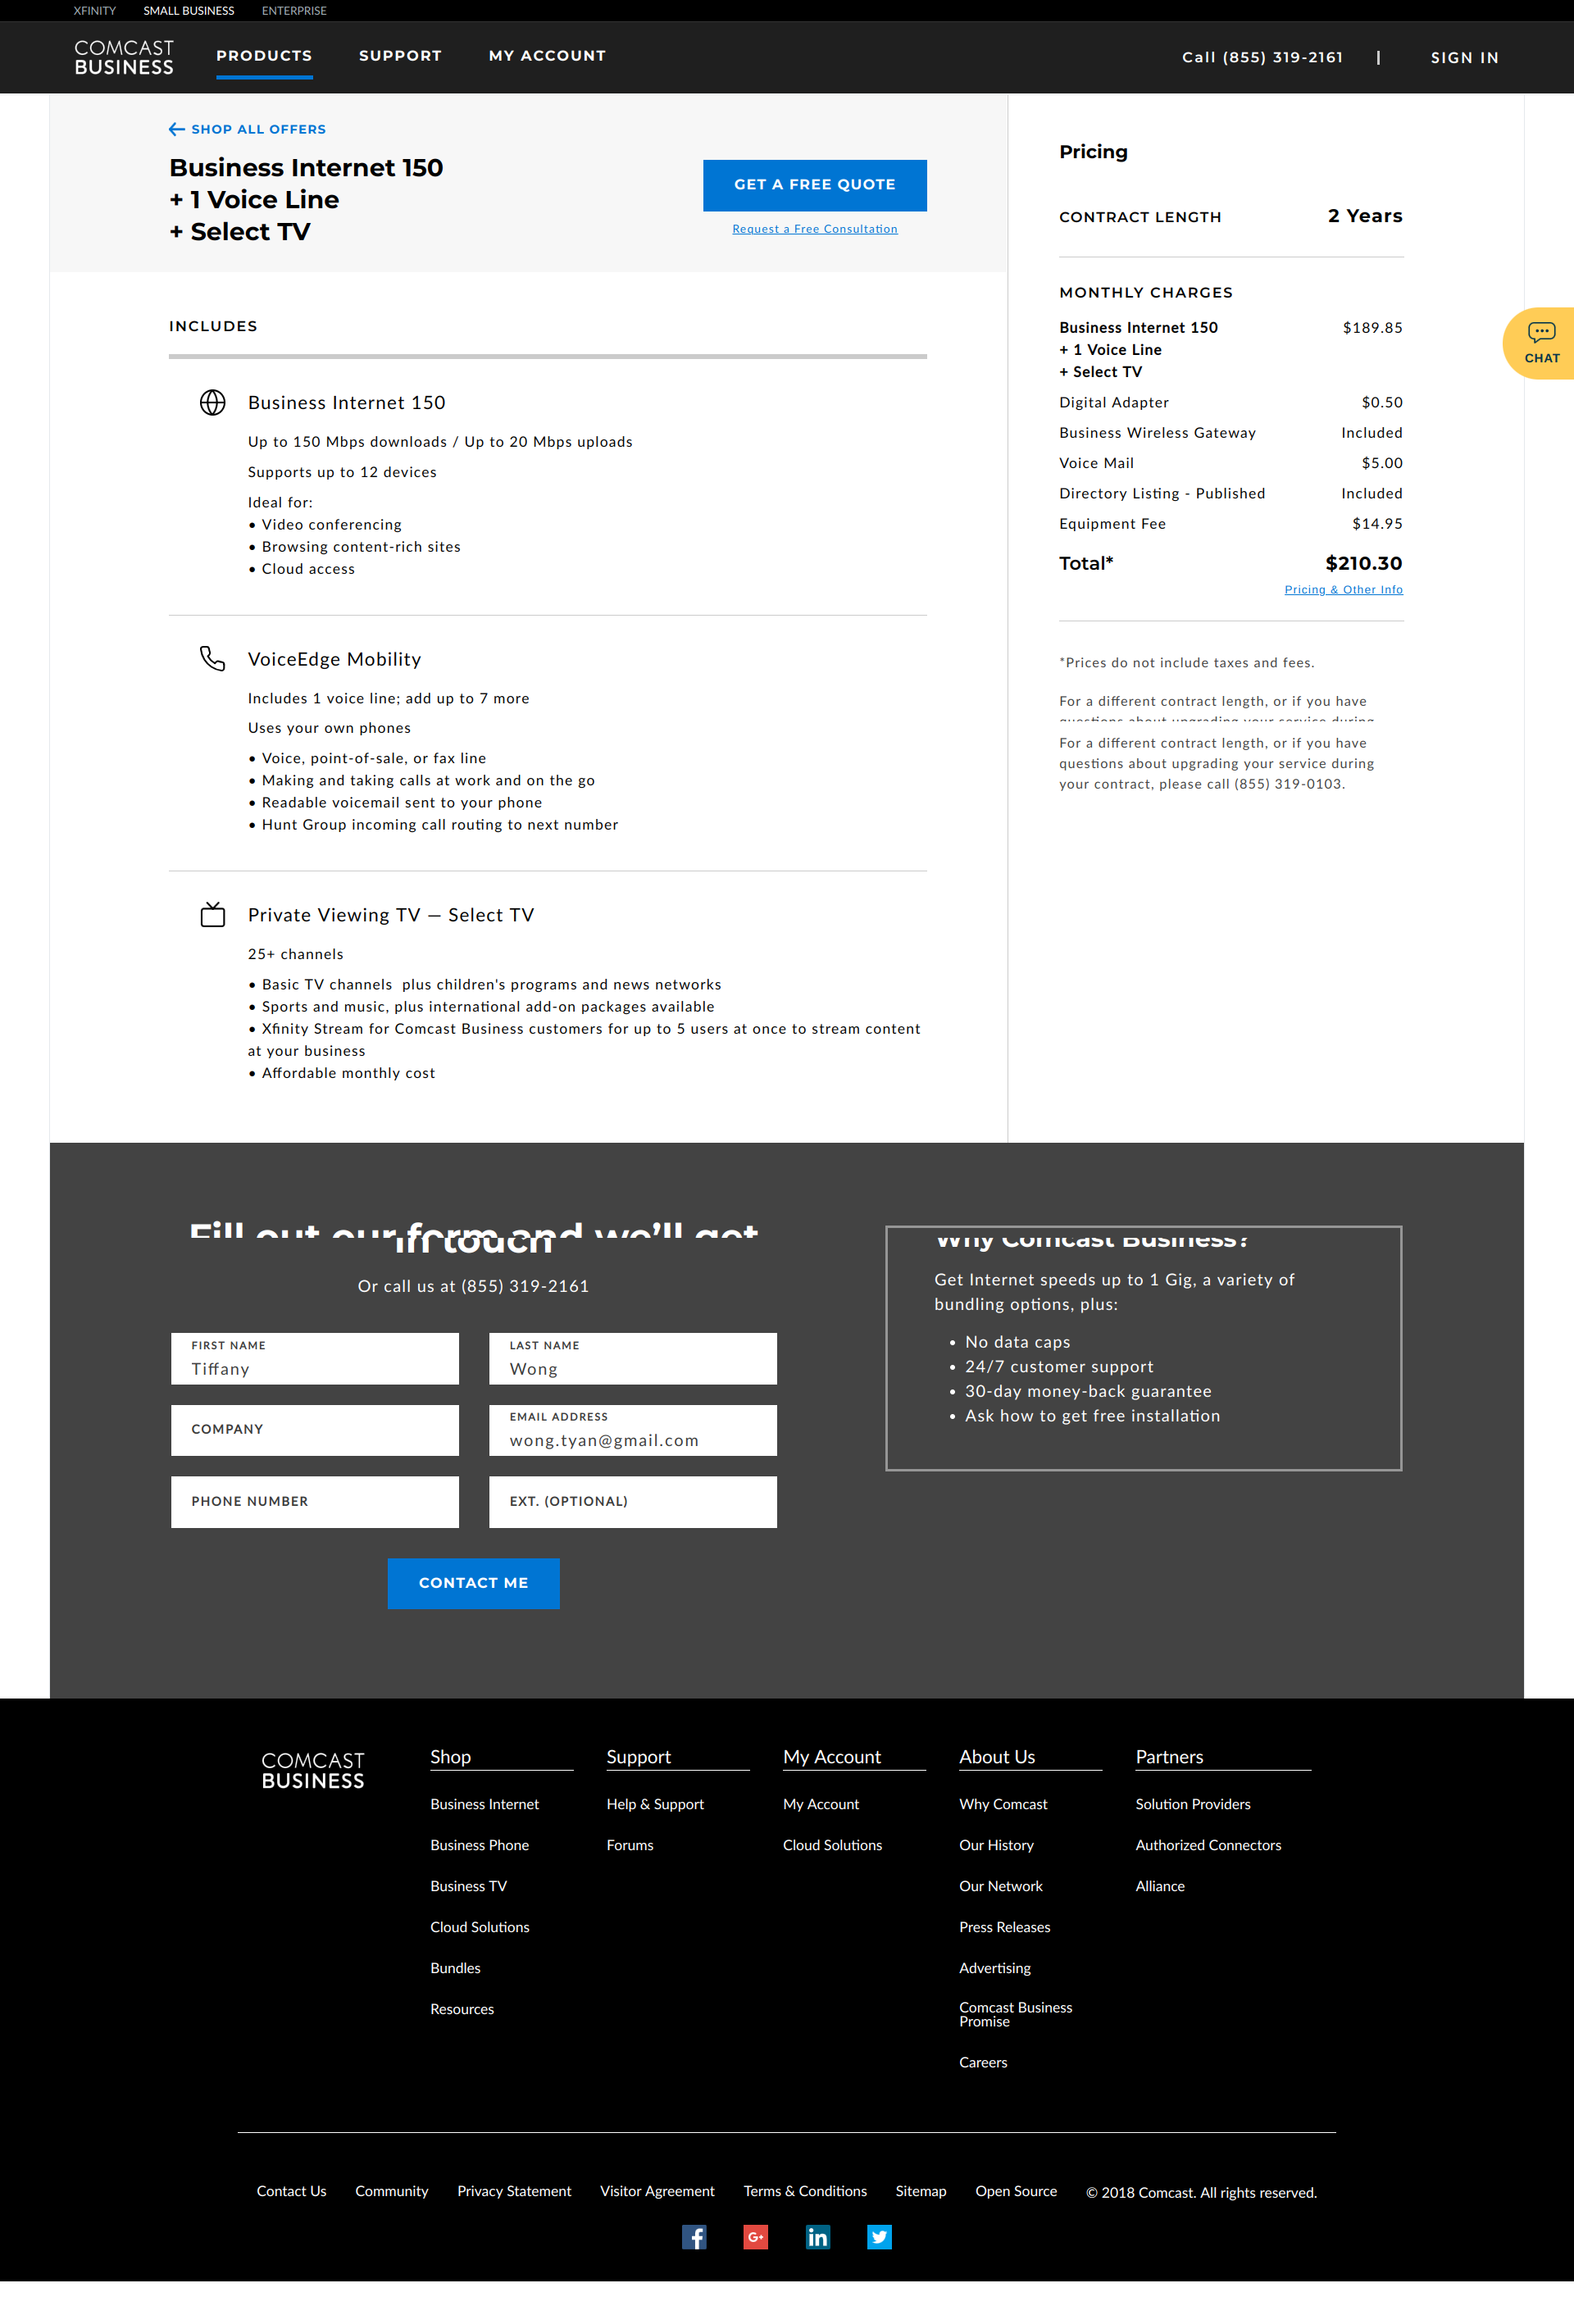 XFINITY SMALL BUSINESS ENTERPRISE
COMCAST
BUSINESS
PRODUCTS SUPPORT MY ACCOUNT Call (855) 319-2161 | SIGN IN
SHOP ALL OFFERS
Business Internet 150
+ 1 Voice Line
+ Select TV
GET A FREE QUOTE
Request a Free Consultation
INCLUDES
Business Internet 150
Up to 150 Mbps downloads / Up to 20 Mbps uploads
Supports up to 12 devices
Ideal for:
• Video conferencing
• Browsing content-rich sites
• Cloud access
VoiceEdge Mobility
Includes 1 voice line; add up to 7 more
Uses your own phones
• Voice, point-of-sale, or fax line
• Making and taking calls at work and on the go
• Readable voicemail sent to your phone
• Hunt Group incoming call routing to next number
Private Viewing TV — Select TV
25+ channels
• Basic TV channels  plus children's programs and news networks
• Sports and music, plus international add-on packages available
• Xfinity Stream for Comcast Business customers for up to 5 users at once to stream content
at your business
• Affordable monthly cost
Pricing
CONTRACT LENGTH 2 Years
MONTHLY CHARGES
Business Internet 150 $189.85
+ 1 Voice Line
+ Select TV
Digital Adapter $0.50
Business Wireless Gateway Included
Voice Mail $5.00
Directory Listing - Published Included
Equipment Fee $14.95
Total* $210.30
Pricing & Other Info
*Prices do not include taxes and fees.
For a different contract length, or if you have
questions about upgrading your service during
For a different contract length, or if you have
questions about upgrading your service during
your contract, please call (855) 319-0103.
CHAT
Fill out our form and we'll get
in touch
Or call us at (855) 319-2161
FIRST NAME
Tiffany
LAST NAME
Wong
COMPANY
EMAIL ADDRESS
wong.tyan@gmail.com
PHONE NUMBER
EXT. (OPTIONAL)
CONTACT ME
Why Comcast Business?
Get Internet speeds up to 1 Gig, a variety of
bundling options, plus:
• No data caps
• 24/7 customer support
• 30-day money-back guarantee
• Ask how to get free installation
COMCAST
BUSINESS
Shop
Business Internet
Business Phone
Business TV
Cloud Solutions
Bundles
Resources
Support
Help & Support
Forums
My Account
My Account
Cloud Solutions
About Us
Why Comcast
Our History
Our Network
Press Releases
Advertising
Comcast Business
Promise
Careers
Partners
Solution Providers
Authorized Connectors
Alliance
Contact Us Community Privacy Statement Visitor Agreement Terms & Conditions Sitemap Open Source © 2018 Comcast. All rights reserved.
f G+ in